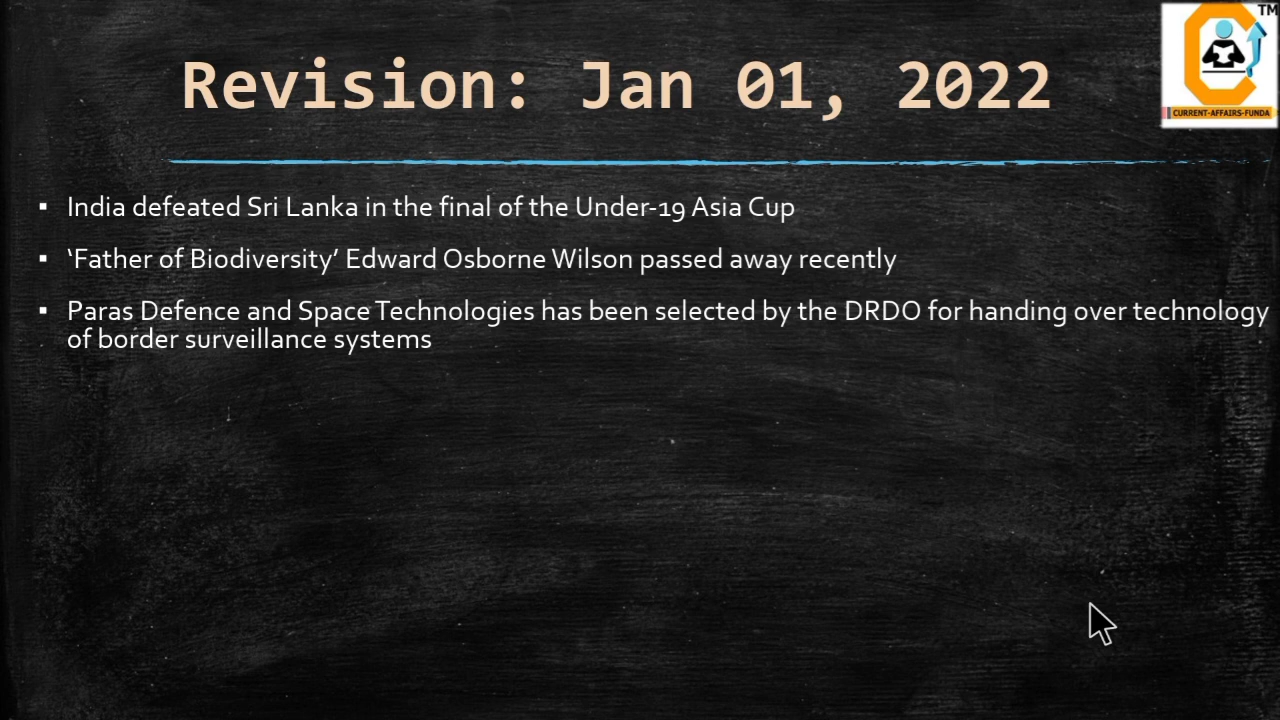 TM
CURRENT-AFFAIRS-FUNDA
Revision: Jan 01, 2022
▪ India defeated Sri Lanka in the final of the Under-19 Asia Cup
▪ ‘Father of Biodiversity’ Edward Osborne Wilson passed away recently
▪ Paras Defence and Space Technologies has been selected by the DRDO for handing over technology
of border surveillance systems